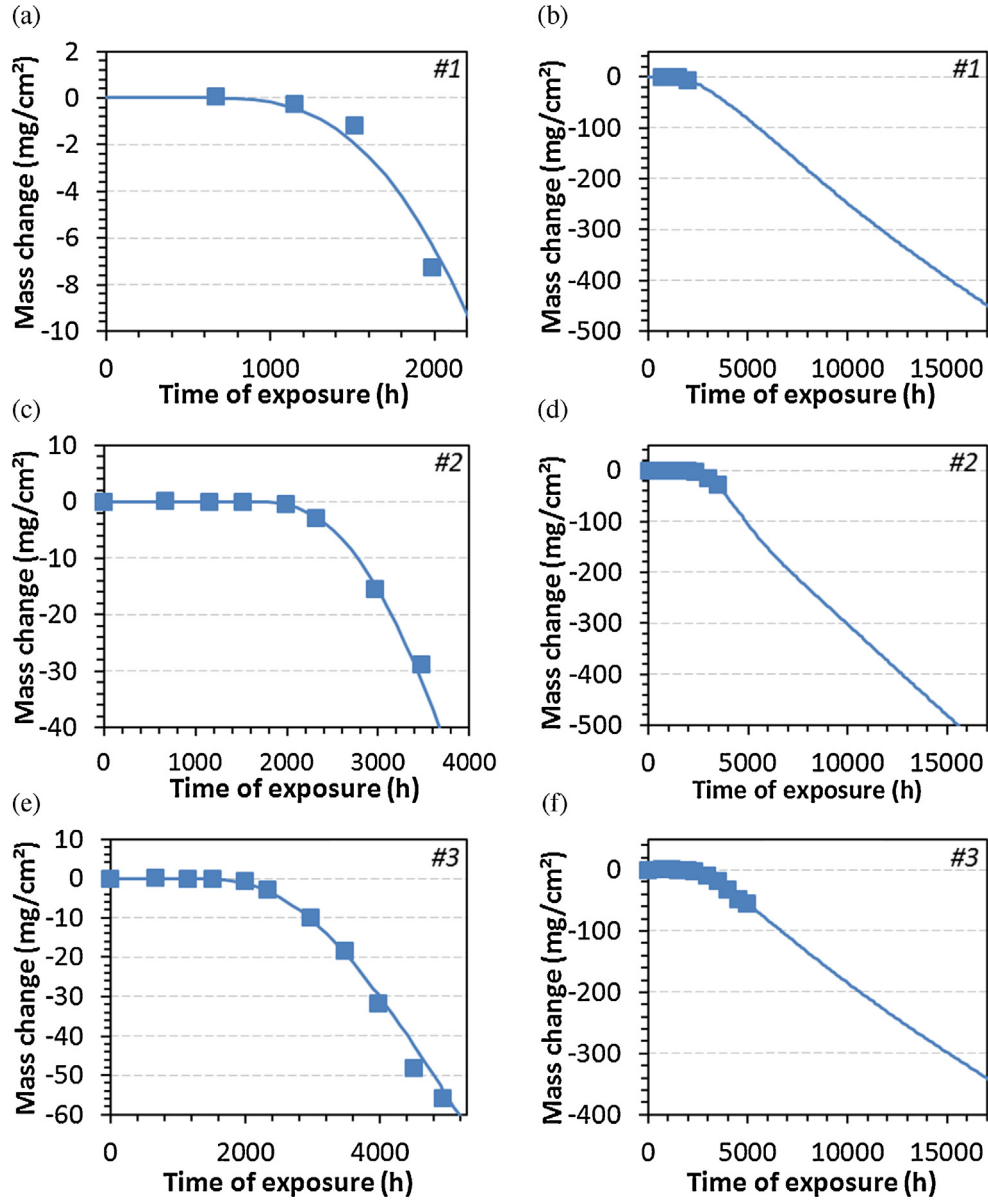 (a)
#1
2
0
-2
-4
-6
-8
-10
Mass change (mg/cm²)
0 1000 2000
Time of exposure (h)
(b)
#1
0
-100
-200
-300
-400
-500
Mass change (mg/cm²)
0 5000 10000 15000
Time of exposure (h)
(c)
#2
10
0
-10
-20
-30
-40
Mass change (mg/cm²)
0 1000 2000 3000 4000
Time of exposure (h)
(d)
#2
0
-100
-200
-300
-400
-500
Mass change (mg/cm²)
0 5000 10000 15000
Time of exposure (h)
(e)
#3
10
0
-10
-20
-30
-40
-50
-60
Mass change (mg/cm²)
0 2000 4000
Time of exposure (h)
(f)
#3
0
-100
-200
-300
-400
Mass change (mg/cm²)
0 5000 10000 15000
Time of exposure (h)